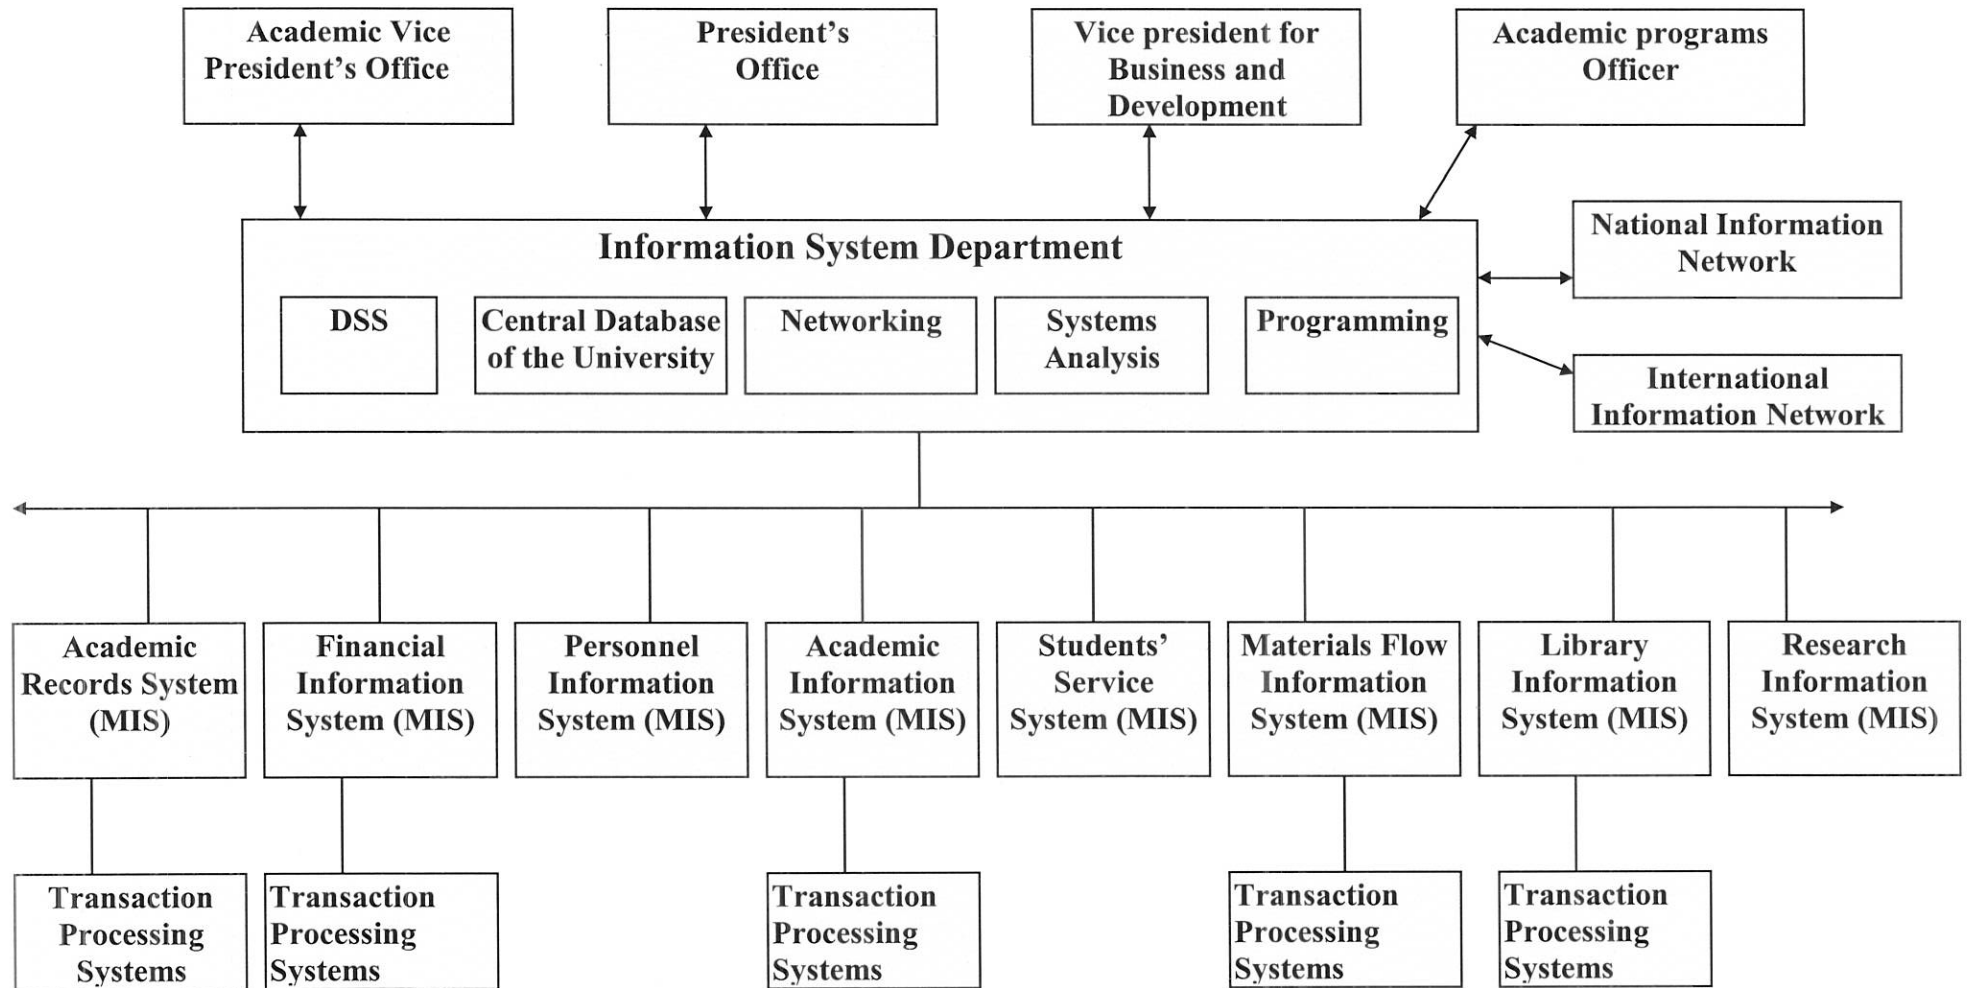 Academic Vice
President's Office
President's
Office
Vice president for
Business and
Development
Academic programs
Officer
Information System Department
National Information
Network
DSS
Central Database
of the University
Networking
Systems
Analysis
Programming
International
Information Network
Academic
Records System
(MIS)
Financial
Information
System (MIS)
Personnel
Information
System (MIS)
Academic
Information
System (MIS)
Students'
Service
System (MIS)
Materials Flow
Information
System (MIS)
Library
Information
System (MIS)
Research
Information
System (MIS)
Transaction
Processing
Systems
Transaction
Processing
Systems
Transaction
Processing
Systems
Transaction
Processing
Systems
Transaction
Processing
Systems